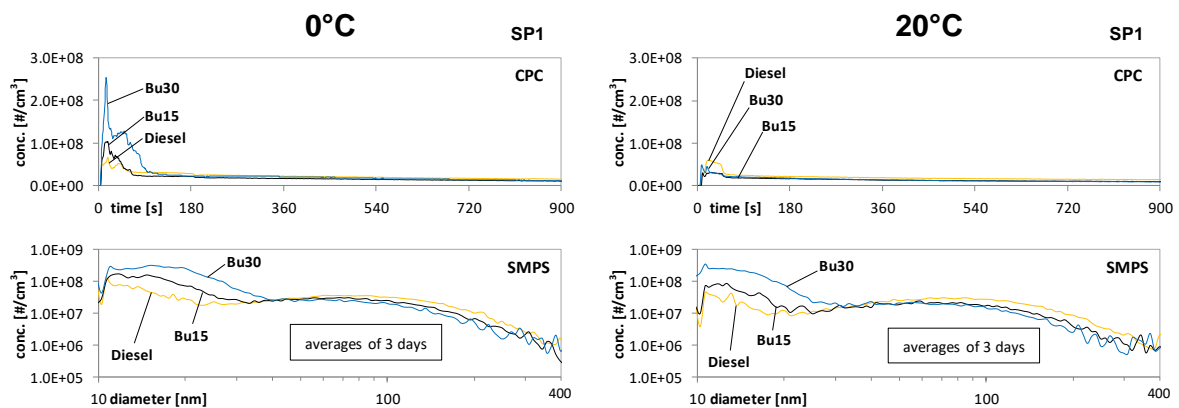 0°C SP1 20°C SP1
3.0E+08 CPC 3.0E+08 CPC
Diesel
Bu30 Bu30
2.0E+08 2.0E+08
Bu15 Bu15
Diesel
1.0E+08 1.0E+08
0.0E+00 0.0E+00
conc. [#/cm³] conc. [#/cm³]
0 time [s] 180 360 540 720 900 0 time [s] 180 360 540 720 900
1.0E+09 SMPS 1.0E+09 SMPS
Bu30 Bu30
1.0E+08 1.0E+08
1.0E+07 1.0E+07
Bu15 Bu15
Diesel averages of 3 days Diesel averages of 3 days
1.0E+06 1.0E+06
1.0E+05 1.0E+05
conc. [#/cm³] conc. [#/cm³]
10 diameter [nm] 100 400 10 diameter [nm] 100 400